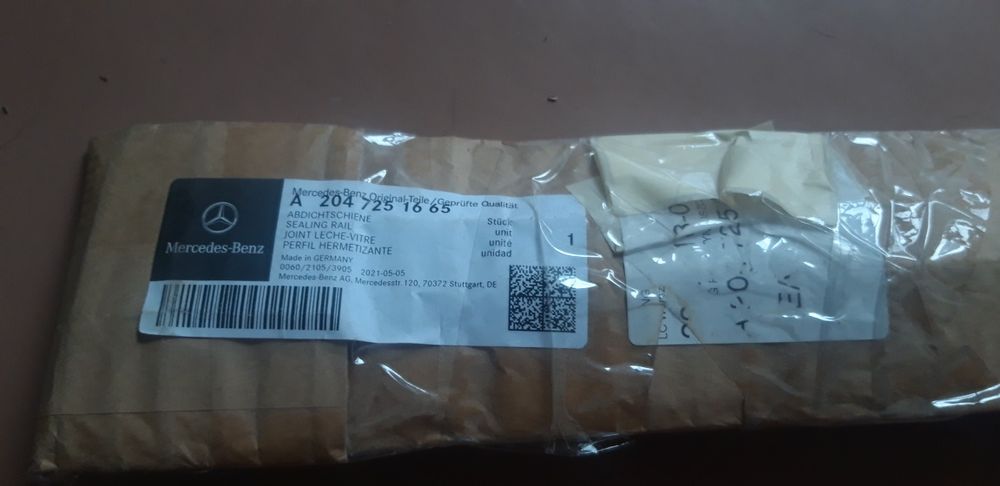 Mercedes-Benz Original-Teile/Geprüfte Qualität
A 204 725 16 65
ABDICHTSCHIENE Stück
SEALING RAIL unit
JOINT LECHE-VITRE unité
PERFIL HERMETIZANTE unidad
1
Made in GERMANY
0060/2105/3905 2021-05-05
Mercedes-Benz AG, Mercedesstr. 120, 70372 Stuttgart, DE
Mercedes-Benz